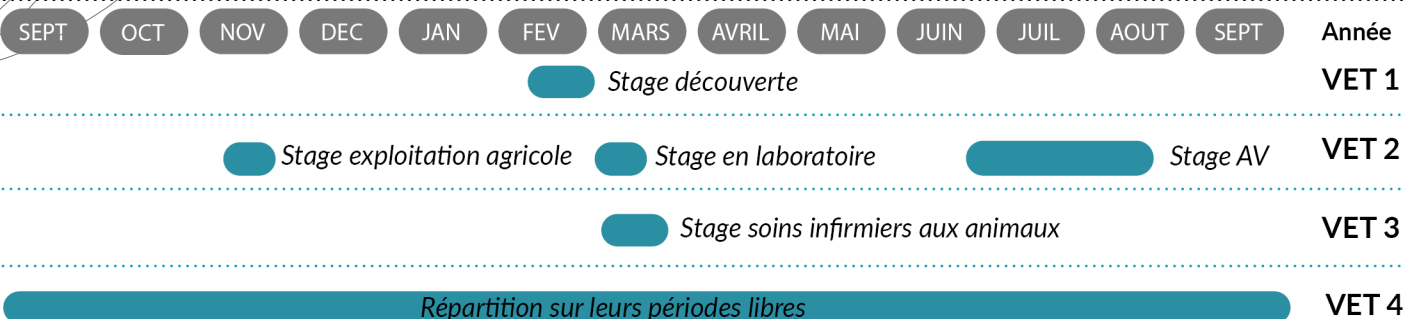 SEPT OCT NOV DEC JAN FEV MARS AVRIL MAI JUIN JUIL AOUT SEPT Année
Stage découverte VET 1
Stage exploitation agricole Stage en laboratoire Stage AV VET 2
Stage soins infirmiers aux animaux VET 3
Répartition sur leurs périodes libres VET 4